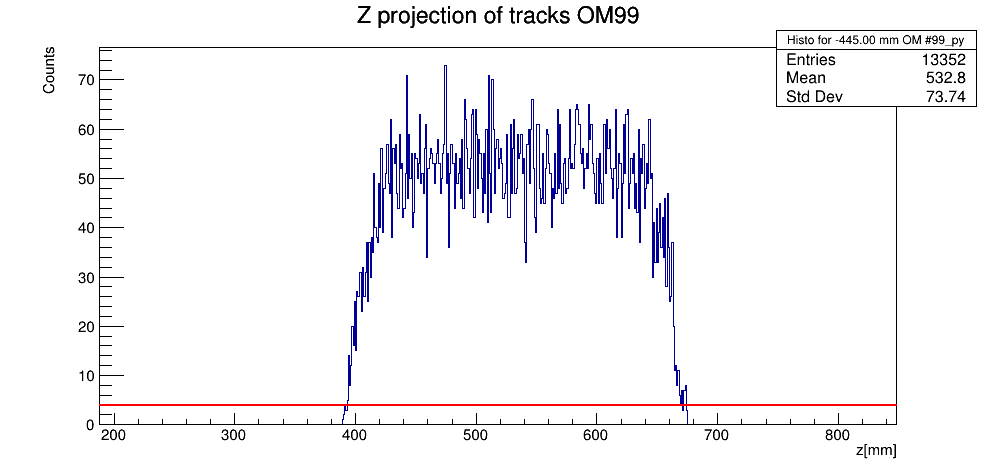 Z projection of tracks OM99
Histo for -445.00 mm OM #99_py
Entries 13352
Mean 532.8
Std Dev 73.74
Counts
70
60
50
40
30
20
10
0
200 300 400 500 600 700 800
z[mm]